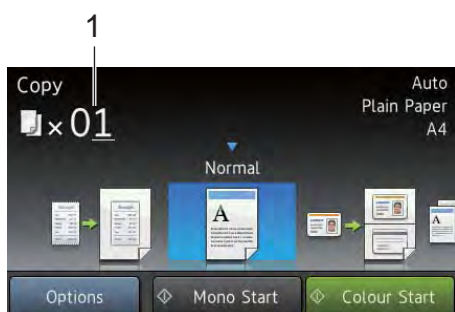 1
Copy
×01
Auto
Plain Paper
A4
Normal
A
A
Options
Mono Start
Colour Start